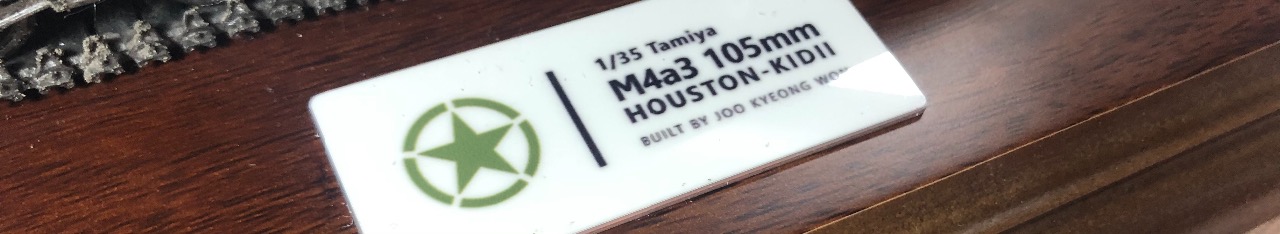 1/35 Tamiya
M4a3 105mm
HOUSTON-KIDII
BUILT BY JOO KYEONG